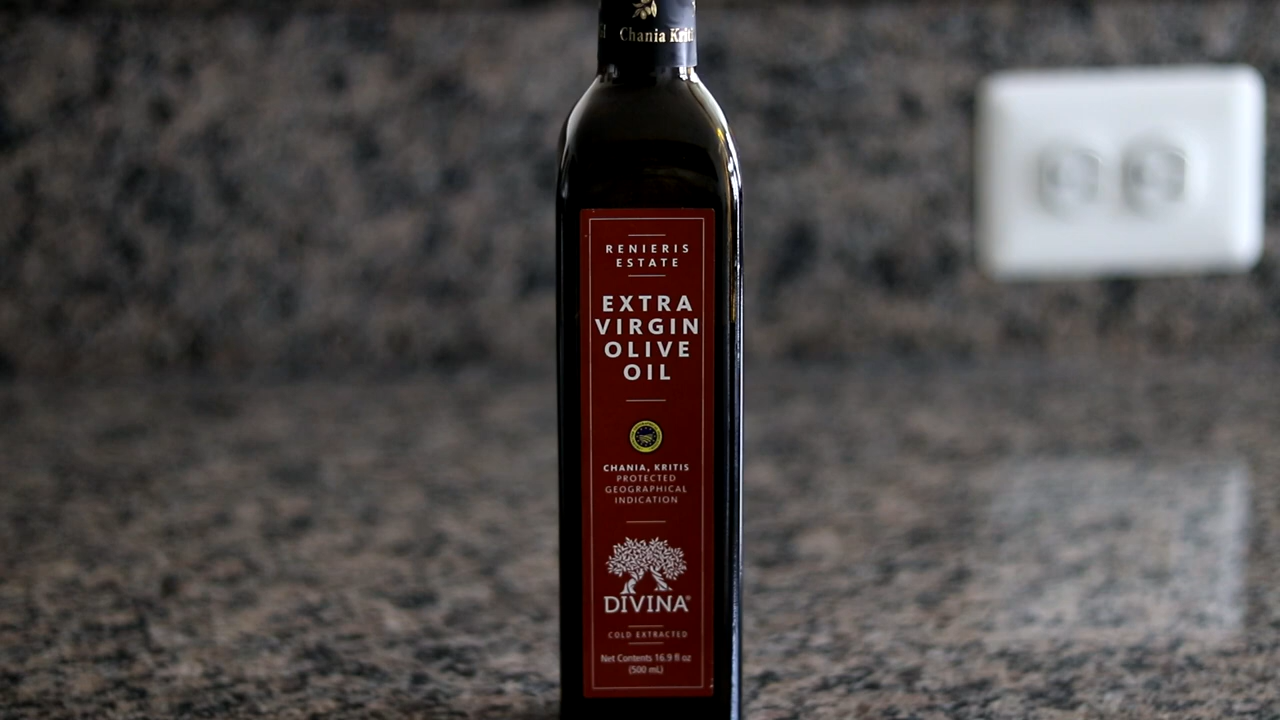 Chania Kriti
RENIERIS
ESTATE
EXTRA
VIRGIN
OLIVE
OIL
CHANIA, KRITIS
PROTECTED
GEOGRAPHICAL
INDICATION
DIVINA®
COLD EXTRACTED
Net Contents 16.9 fl oz
(500 mL)